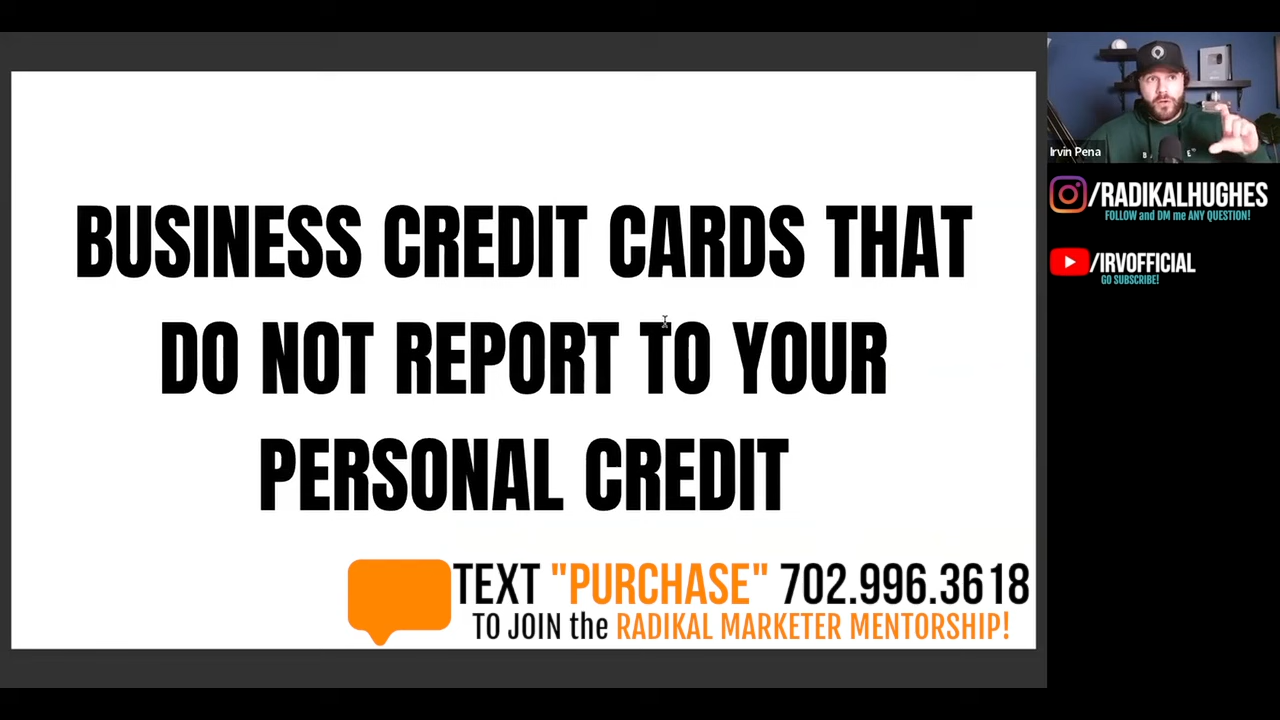 BUSINESS CREDIT CARDS THAT
DO NOT REPORT TO YOUR
PERSONAL CREDIT
TEXT "PURCHASE" 702.996.3618
TO JOIN the RADIKAL MARKETER MENTORSHIP!
Irvin Pena
/RADIKALHUGHES
FOLLOW and DM me ANY QUESTION!
/IRVOFFICIAL
GO SUBSCRIBE!